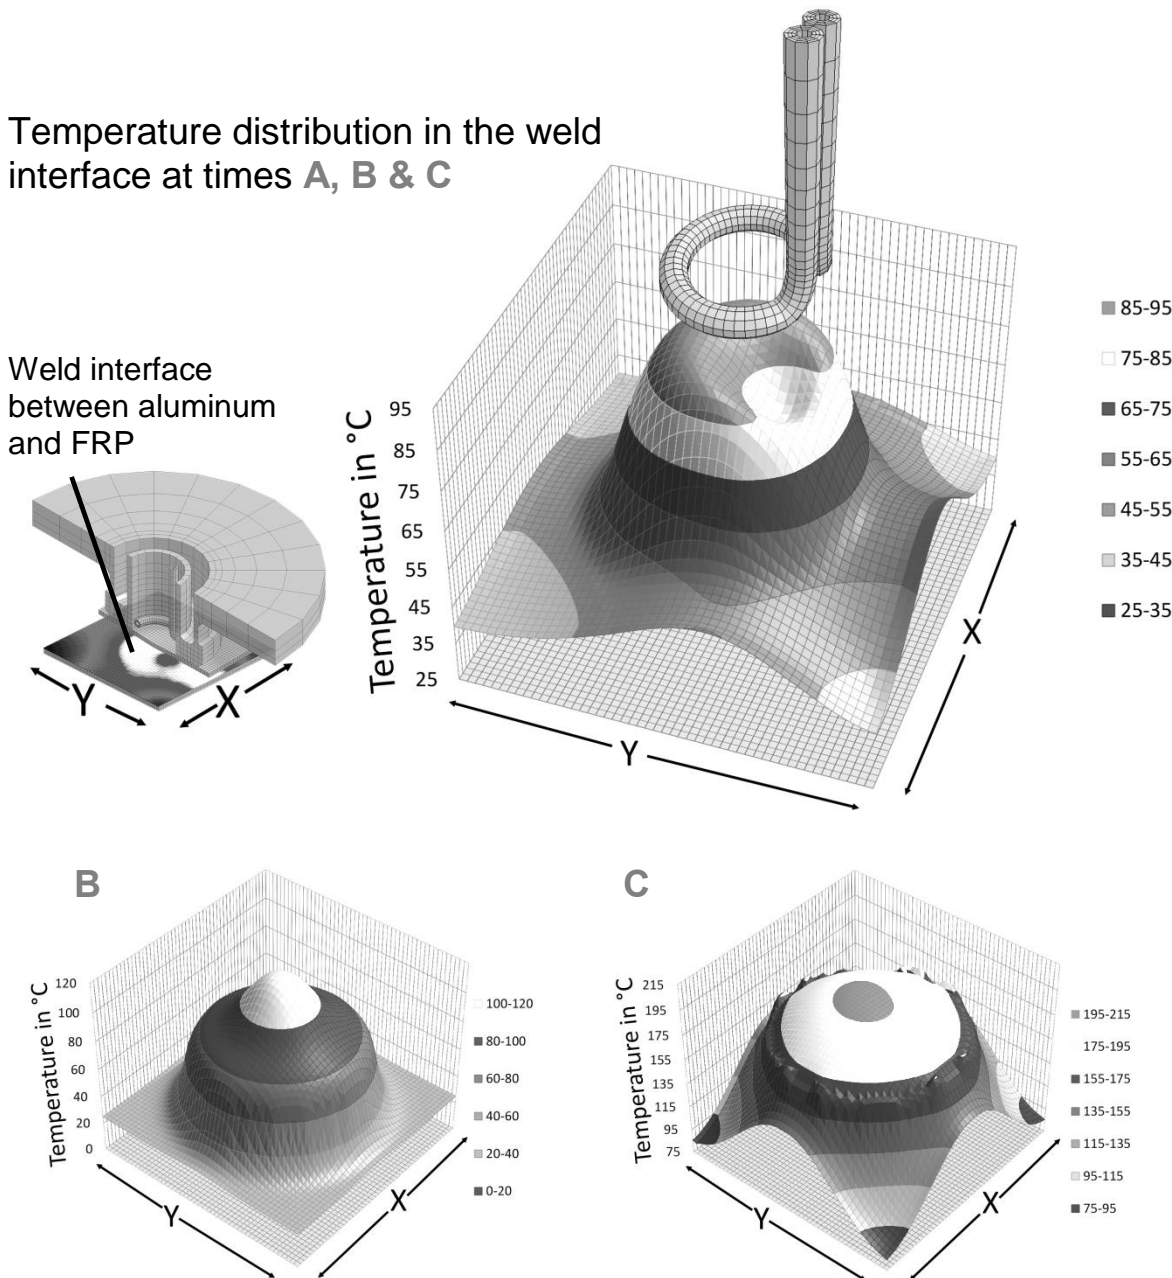 Temperature distribution in the weld
interface at times A, B & C
Weld interface
between aluminum
and FRP
Y
X
Temperature in °C
95
85
75
65
55
45
35
25
Y
X
85-95
75-85
65-75
55-65
45-55
35-45
25-35
B
Temperature in °C
120
100
80
60
40
20
0
Y
X
100-120
80-100
60-80
40-60
20-40
0-20
C
Temperature in °C
215
195
175
155
135
115
95
75
Y
X
195-215
175-195
155-175
135-155
115-135
95-115
75-95